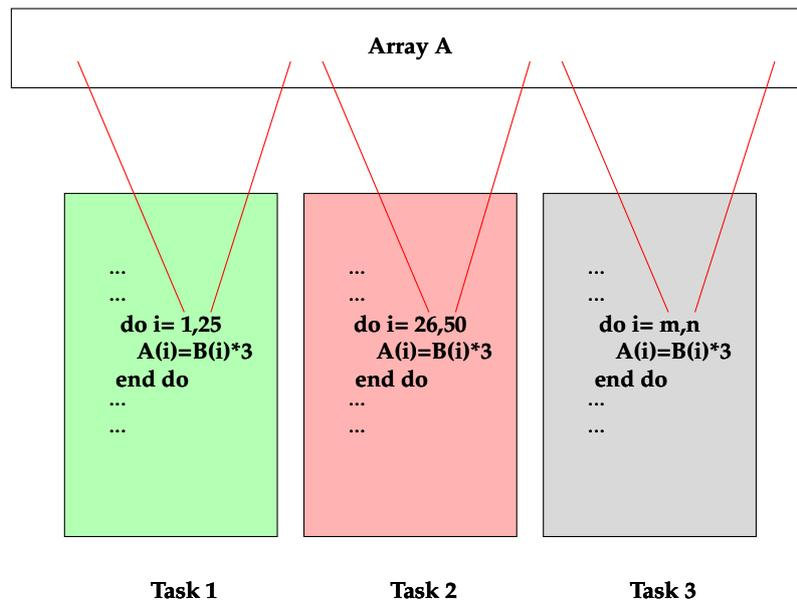 Array A
...
...
do i= 1,25
A(i)=B(i)*3
end do
...
...
Task 1
...
...
do i= 26,50
A(i)=B(i)*3
end do
...
...
Task 2
...
...
do i= m,n
A(i)=B(i)*3
end do
...
...
Task 3